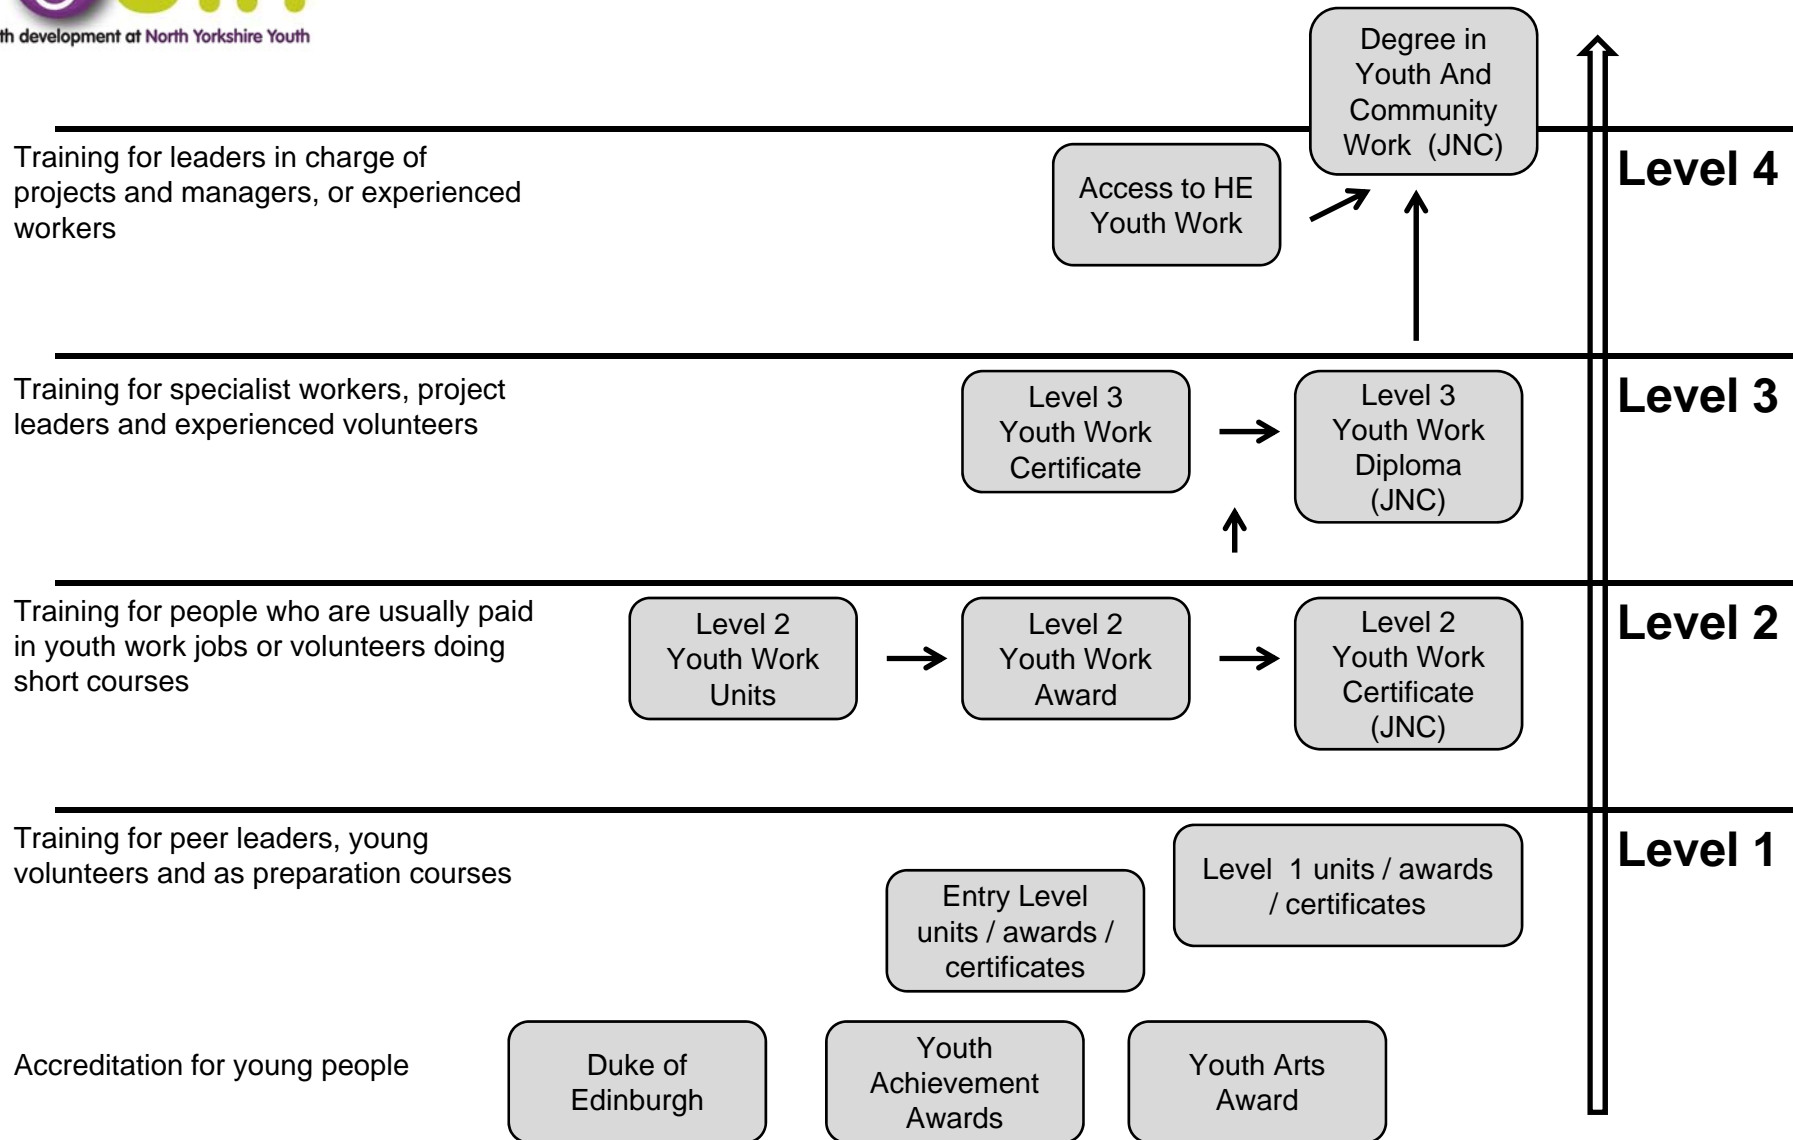 development at North Yorkshire Youth
Degree in
Youth And
Community
Work (JNC)
Training for leaders in charge of
projects and managers, or experienced
workers
Access to HE
Youth Work
Level 4
Training for specialist workers, project
leaders and experienced volunteers
Level 3
Youth Work
Certificate
Level 3
Youth Work
Diploma
(JNC)
Level 3
Training for people who are usually paid
in youth work jobs or volunteers doing
short courses
Level 2
Youth Work
Units
Level 2
Youth Work
Award
Level 2
Youth Work
Certificate
(JNC)
Level 2
Training for peer leaders, young
volunteers and as preparation courses
Entry Level
units / awards /
certificates
Level 1 units / awards
/ certificates
Level 1
Accreditation for young people
Duke of
Edinburgh
Youth
Achievement
Awards
Youth Arts
Award